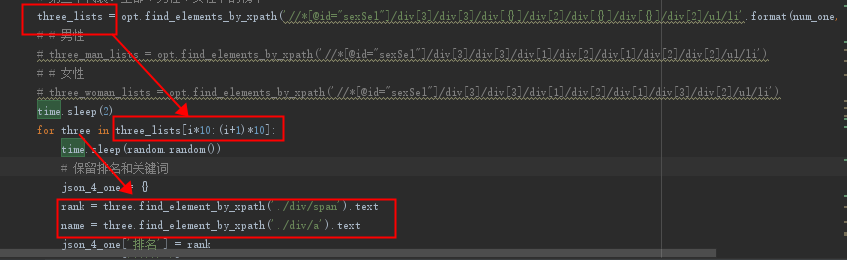 three_lists = opt.find_elements_by_xpath('//*[@id="sexSel"]/div[3]/div[3]/div[{}]/div[2]/div[{}]/div[{}]/div[2]/ul/li'.format(num_one,
# # 男性
# three_man_lists = opt.find_elements_by_xpath('//*[@id="sexSel"]/div[3]/div[3]/div[1]/div[2]/div[1]/div[2]/div[2]/ul/li')
# # 女性
# three_woman_lists = opt.find_elements_by_xpath('//*[@id="sexSel"]/div[3]/div[3]/div[1]/div[2]/div[1]/div[3]/div[2]/ul/li')
time.sleep(2)
for three in three_lists[i*10:(i+1)*10]:
time.sleep(random.random())
# 保留排名和关键词
json_4_one = {}
rank = three.find_element_by_xpath('./div/span').text
name = three.find_element_by_xpath('./div/a').text
json_4_one['排名'] = rank